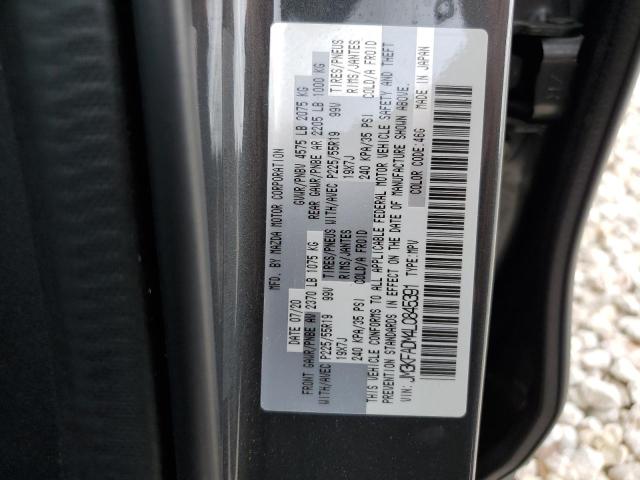 MFD. BY MAZDA MOTOR CORPORATION
DATE 07/20 GVWR/PNBV 4575 LB 2075 KG
FRONT GAWR/PNBE AV 2370 LB 1075 KG REAR GAWR/PNBE AR 2205 LB 1000 KG
WITH/AVEC P225/55R19 99V TIRES/PNEUS WITH/AVEC P225/55R19 99V TIRES/PNEUS
19X7J RIMS/JANTES 19X7J RIMS/JANTES
240 KPA/35 PSI COLD/A FROID 240 KPA/35 PSI COLD/A FROID
THIS VEHICLE CONFORMS TO ALL APPLICABLE FEDERAL MOTOR VEHICLE SAFETY AND THEFT
PREVENTION STANDARDS IN EFFECT ON THE DATE OF MANUFACTURE SHOWN ABOVE.
VIN: JM3KFADM4L0845391 TYPE:MPV COLOR CODE:46G MADE IN JAPAN